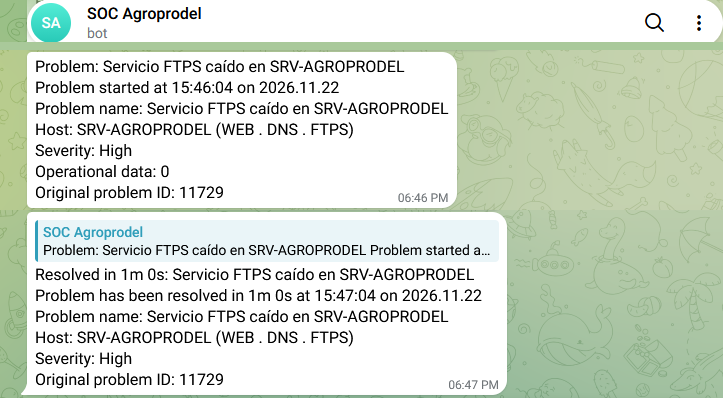 SA
SOC Agroprodel
bot
Problem: Servicio FTPS caído en SRV-AGROPRODEL
Problem started at 15:46:04 on 2026.11.22
Problem name: Servicio FTPS caído en SRV-AGROPRODEL
Host: SRV-AGROPRODEL (WEB . DNS . FTPS)
Severity: High
Operational data: 0
Original problem ID: 11729
06:46 PM
SOC Agroprodel
Problem: Servicio FTPS caído en SRV-AGROPRODEL Problem started a...
Resolved in 1m 0s: Servicio FTPS caído en SRV-AGROPRODEL
Problem has been resolved in 1m 0s at 15:47:04 on 2026.11.22
Problem name: Servicio FTPS caído en SRV-AGROPRODEL
Host: SRV-AGROPRODEL (WEB . DNS . FTPS)
Severity: High
Original problem ID: 11729
06:47 PM